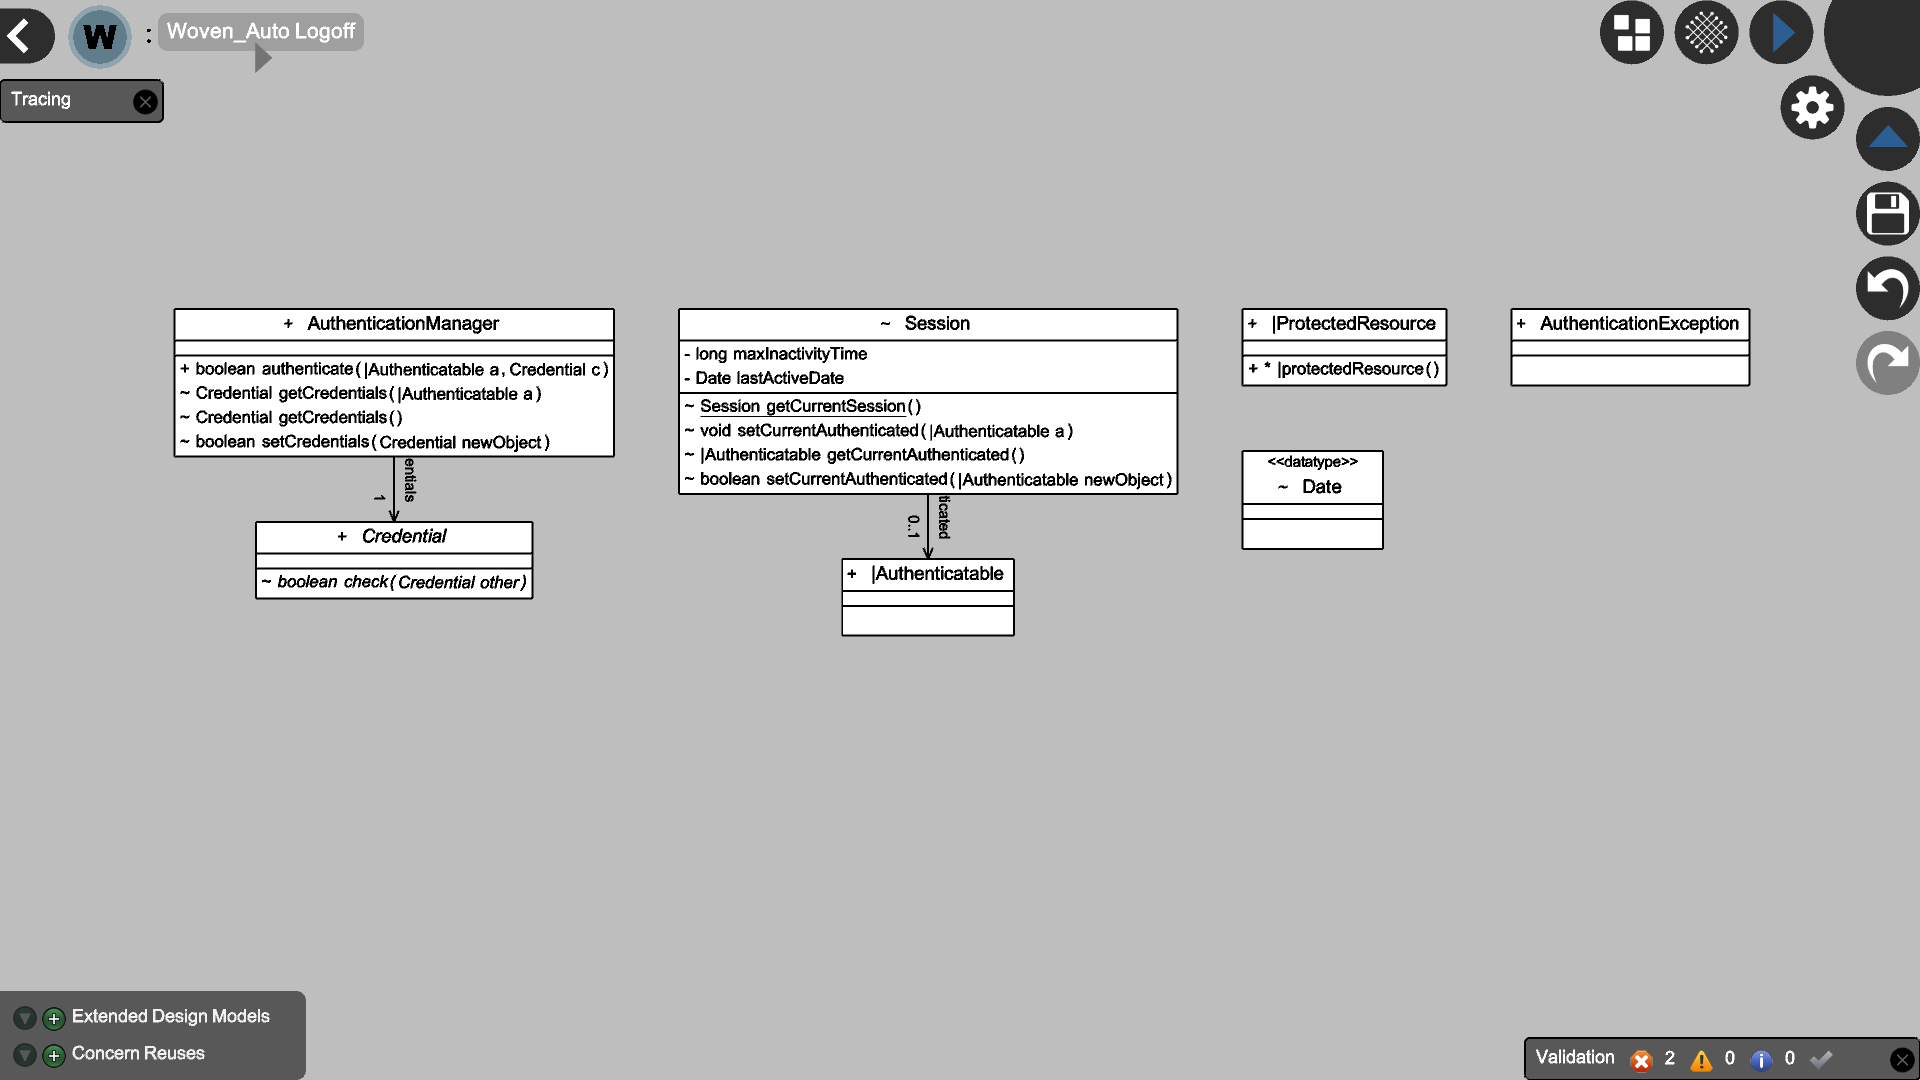 W : Woven_Auto Logoff
Tracing
+ AuthenticationManager
+ boolean authenticate(|Authenticatable a, Credential c)
~ Credential getCredentials(|Authenticatable a)
~ Credential getCredentials()
~ boolean setCredentials(Credential newObject)
entials
1
+ Credential
~ boolean check(Credential other)
~ Session
- long maxInactivityTime
- Date lastActiveDate
~ Session getCurrentSession()
~ void setCurrentAuthenticated(|Authenticatable a)
~ |Authenticatable getCurrentAuthenticated()
~ boolean setCurrentAuthenticated(|Authenticatable newObject)
ticated
0..1
+ |Authenticatable
+ |ProtectedResource
+ * |protectedResource()
+ AuthenticationException
<<datatype>>
~ Date
Extended Design Models
Concern Reuses
Validation 2 0 0